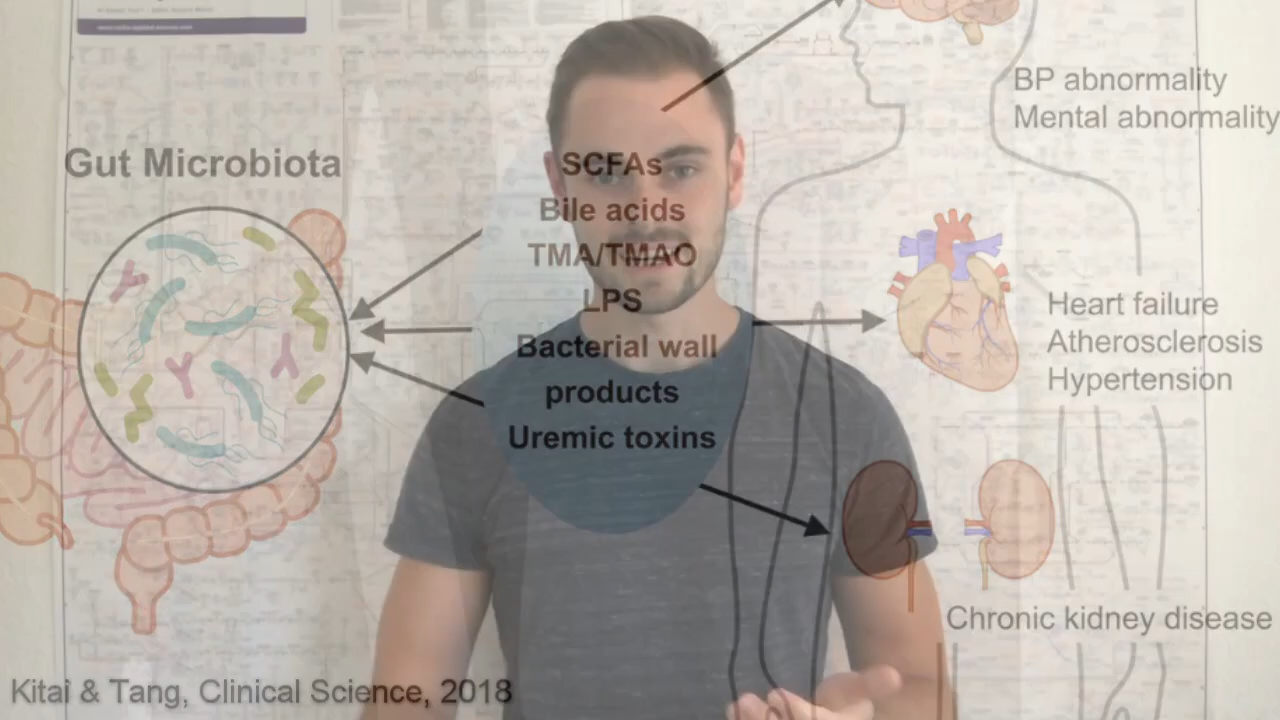 Gut Microbiota
SCFAs
Bile acids
TMA/TMAO
LPS
Bacterial wall
products
Uremic toxins
BP abnormality
Mental abnormality
Heart failure
Atherosclerosis
Hypertension
Chronic kidney disease
Kitai & Tang, Clinical Science, 2018